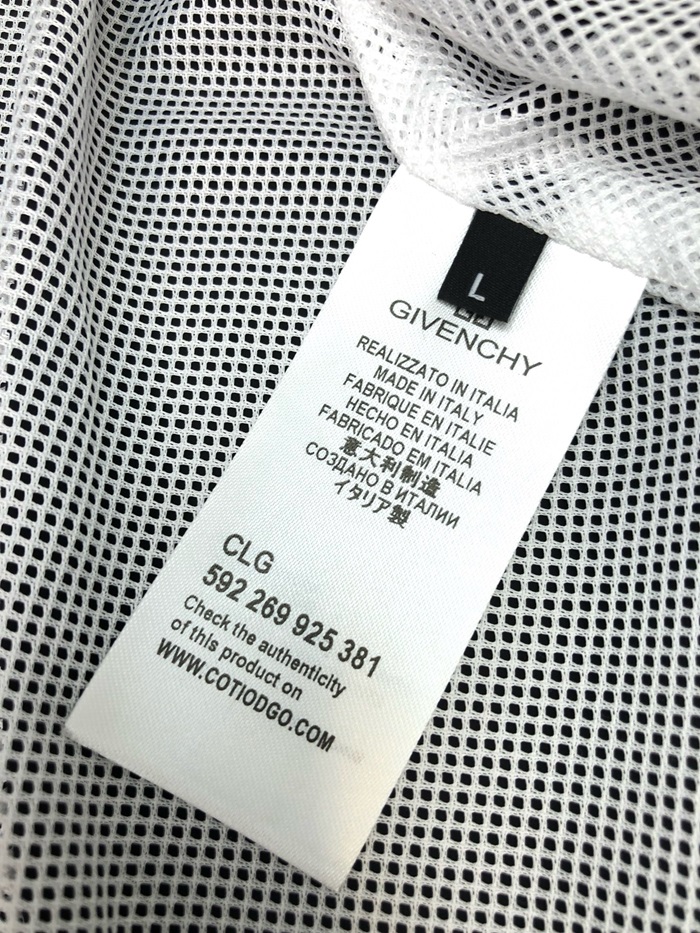 L
GIVENCHY
REALIZZATO IN ITALIA
MADE IN ITALY
FABRIQUE EN ITALIE
HECHO EN ITALIA
FABRICADO EM ITALIA
意大利制造
СОЗДАНО В ИТАЛИИ
イタリア製
CLG
592 269 925 381
Check the authenticity
of this product on
WWW.COTIODGO.COM